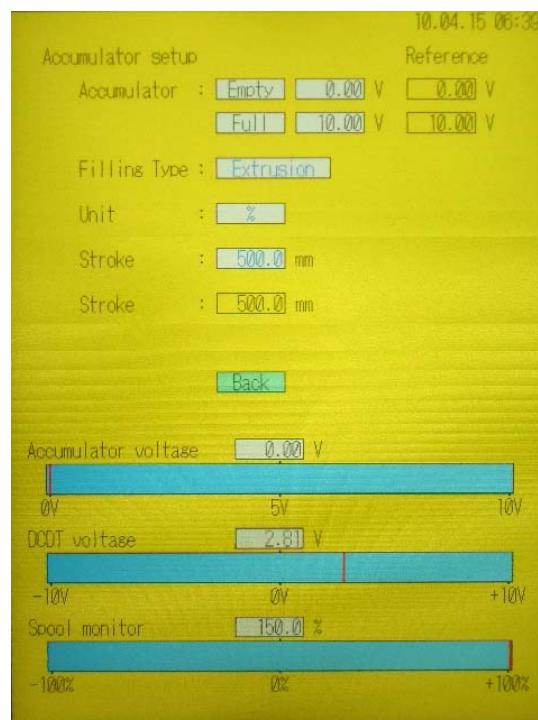 10.04.15 06:39
Accumulator setup Reference
Accumulator : Empty 0.00 V 0.00 V
Full 10.00 V 10.00 V
Filling Type : Extrusion
Unit : %
Stroke : 500.0 mm
Stroke : 500.0 mm
Back
Accumulator voltage 0.00 V
0V 5V 10V
DCDT voltage 2.81 V
-10V 0V +10V
Spool monitor 150.0 %
-100% 0% +100%